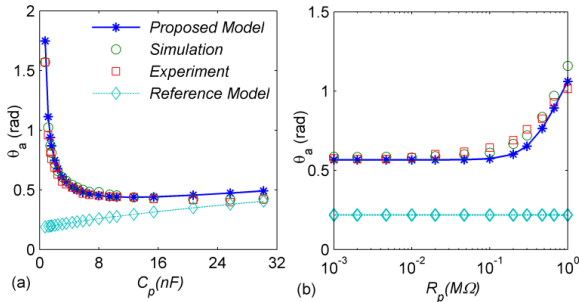 2
1.5
1
0.5
0
θa (rad)
Proposed Model
Simulation
Experiment
Reference Model
0 8 16 24 32
(a) Cp(nF)
1.5
1
0.5
0
θa (rad)
10⁻³ 10⁻² 10⁻¹ 10⁰
(b) Rp(MΩ)